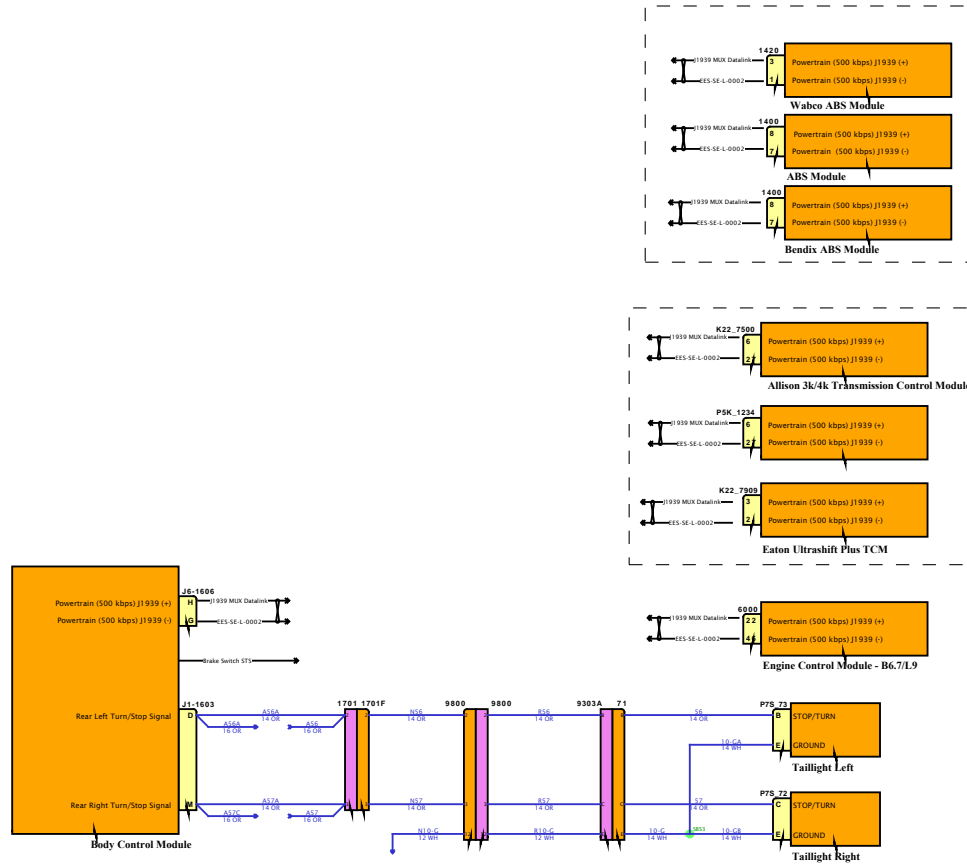 1420
J1939 MUX Datalink
3 Powertrain (500 kbps) J1939 (+)
EES-SE-L-0002
1 Powertrain (500 kbps) J1939 (-)
Wabco ABS Module
1400
J1939 MUX Datalink
8 Powertrain (500 kbps) J1939 (+)
EES-SE-L-0002
7 Powertrain (500 kbps) J1939 (-)
ABS Module
1400
J1939 MUX Datalink
8 Powertrain (500 kbps) J1939 (+)
EES-SE-L-0002
7 Powertrain (500 kbps) J1939 (-)
Bendix ABS Module
K22_7500
J1939 MUX Datalink
6 Powertrain (500 kbps) J1939 (+)
EES-SE-L-0002
Powertrain (500 kbps) J1939 (-)
Allison 3k/4k Transmission Control Module
P5K_1234
J1939 MUX Datalink
6 Powertrain (500 kbps) J1939 (+)
EES-SE-L-0002
Powertrain (500 kbps) J1939 (-)
K22_7909
J1939 MUX Datalink
3 Powertrain (500 kbps) J1939 (+)
EES-SE-L-0002
2 Powertrain (500 kbps) J1939 (-)
Eaton Ultrashift Plus TCM
J6-1606
Powertrain (500 kbps) J1939 (+) H
J1939 MUX Datalink
Powertrain (500 kbps) J1939 (-) G
EES-SE-L-0002
6000
J1939 MUX Datalink
22 Powertrain (500 kbps) J1939 (+)
EES-SE-L-0002
46 Powertrain (500 kbps) J1939 (-)
Engine Control Module - B6.7/L9
Brake Switch STS
J1-1603
1701 1701F
9800 9800
9303A 71
P7S_73
Rear Left Turn/Stop Signal D
A56A
14 OR
A56A
16 OR
A56
16 OR
N56
14 OR
R56
14 OR
56
14 OR
B STOP/TURN
10-GA
14 WH
E GROUND
Taillight Left
P7S_72
Rear Right Turn/Stop Signal M
A57A
14 OR
A57C
16 OR
A57
16 OR
N57
14 OR
R57
14 OR
57
14 OR
C STOP/TURN
N10-G
12 WH
R10-G
12 WH
10-G
14 WH
SB53
10-GB
14 WH
E GROUND
Body Control Module
Taillight Right